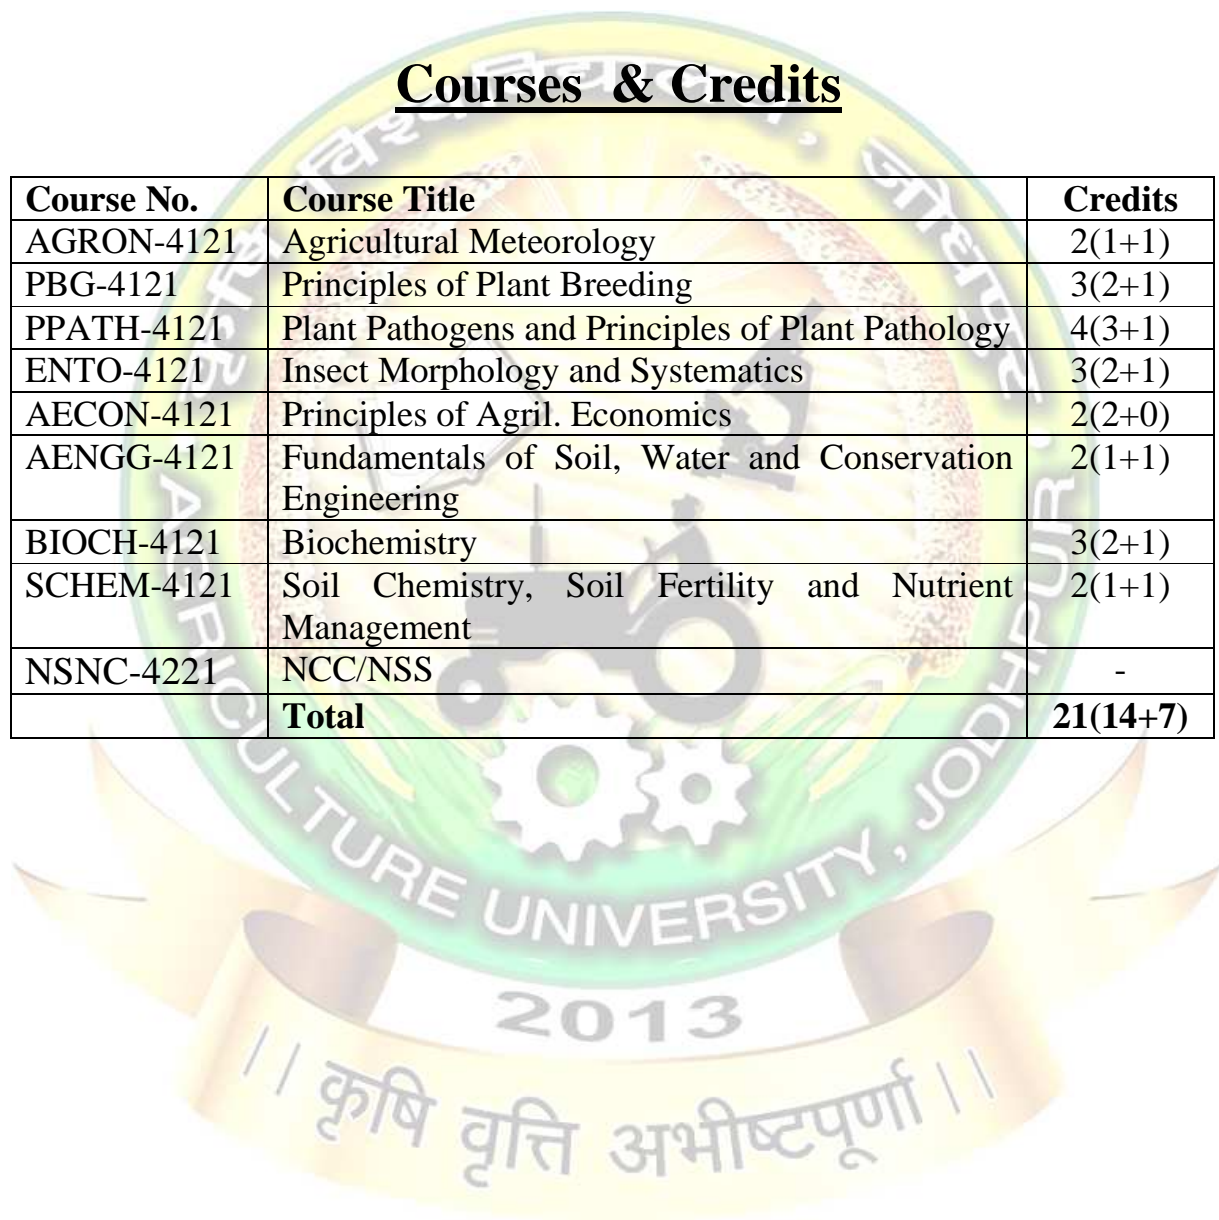 Courses & Credits
Course No. Course Title Credits
AGRON-4121 Agricultural Meteorology 2(1+1)
PBG-4121 Principles of Plant Breeding 3(2+1)
PPATH-4121 Plant Pathogens and Principles of Plant Pathology 4(3+1)
ENTO-4121 Insect Morphology and Systematics 3(2+1)
AECON-4121 Principles of Agril. Economics 2(2+0)
AENGG-4121 Fundamentals of Soil, Water and Conservation 2(1+1)
Engineering
BIOCH-4121 Biochemistry 3(2+1)
SCHEM-4121 Soil Chemistry, Soil Fertility and Nutrient 2(1+1)
Management
NSNC-4221 NCC/NSS -
Total 21(14+7)
कृषि विश्वविद्यालय, जोधपुर
AGRICULTURE UNIVERSITY, JODHPUR
2013
|| कृषि वृत्ति अभीष्टपूर्णा ||